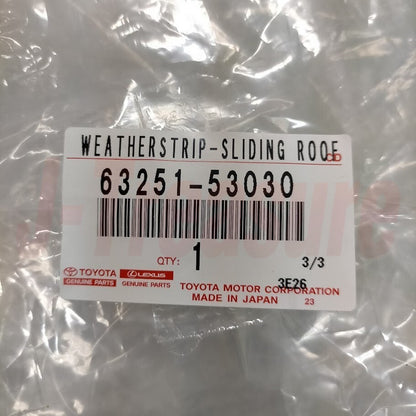 WEATHERSTRIP-SLIDING ROOF
63251-53030
QTY: 1 3/3
TOYOTA LEXUS
GENUINE PARTS GENUINE PARTS
3E26
TOYOTA MOTOR CORPORATION
MADE IN JAPAN 23